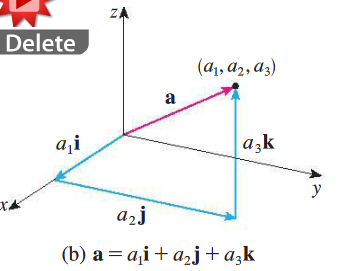 z
Delete
(a₁, a₂, a₃)
a
a₁i
a₃k
y
x
a₂j
(b) a = a₁i + a₂j + a₃k